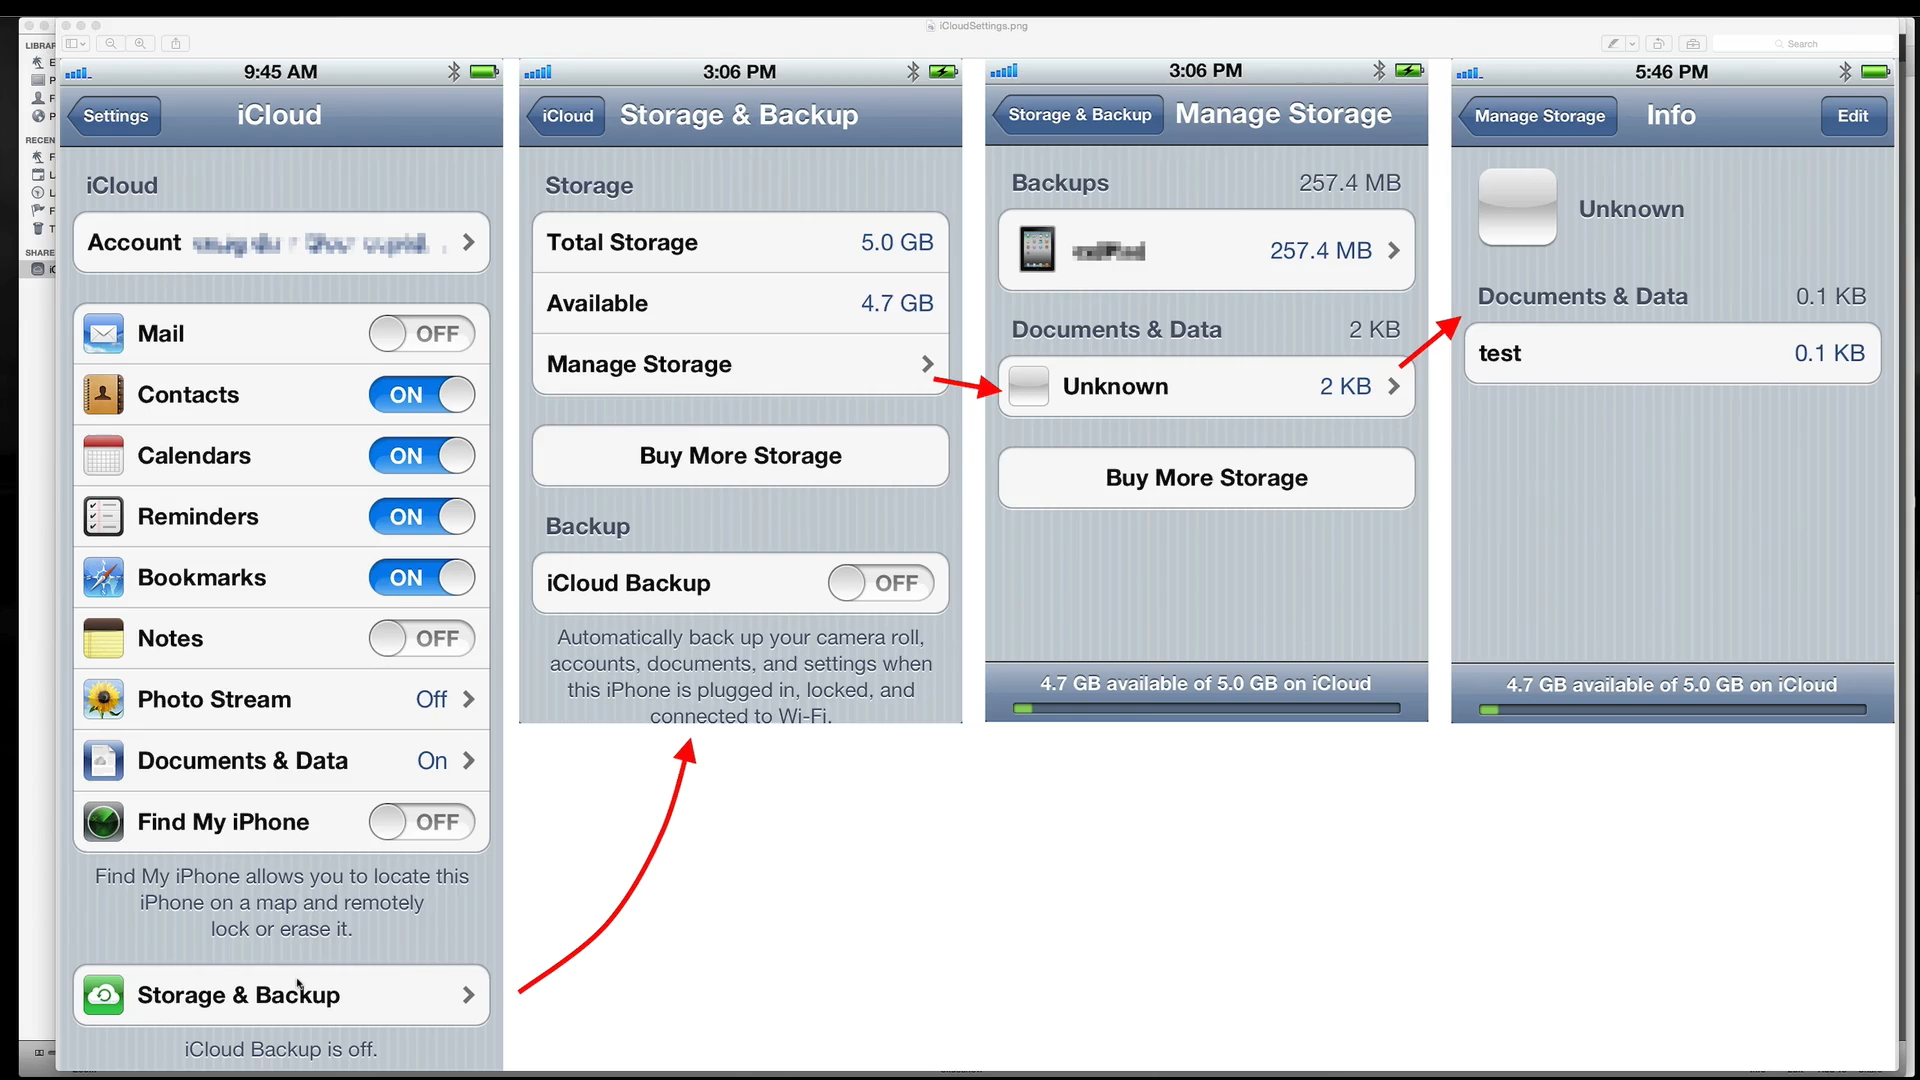 iCloudSettings.png
Search
LIBRAR
RECEN
SHARE
9:45 AM
Settings
iCloud
iCloud
Account
Mail OFF
Contacts ON
Calendars ON
Reminders ON
Bookmarks ON
Notes OFF
Photo Stream Off
Documents & Data On
Find My iPhone OFF
Find My iPhone allows you to locate this
iPhone on a map and remotely
lock or erase it.
Storage & Backup
iCloud Backup is off.
3:06 PM
iCloud
Storage & Backup
Storage
Total Storage 5.0 GB
Available 4.7 GB
Manage Storage
Buy More Storage
Backup
iCloud Backup OFF
Automatically back up your camera roll,
accounts, documents, and settings when
this iPhone is plugged in, locked, and
connected to Wi-Fi.
3:06 PM
Storage & Backup
Manage Storage
Backups 257.4 MB
257.4 MB
Documents & Data 2 KB
Unknown 2 KB
Buy More Storage
4.7 GB available of 5.0 GB on iCloud
5:46 PM
Manage Storage
Info
Edit
Unknown
Documents & Data 0.1 KB
test 0.1 KB
4.7 GB available of 5.0 GB on iCloud